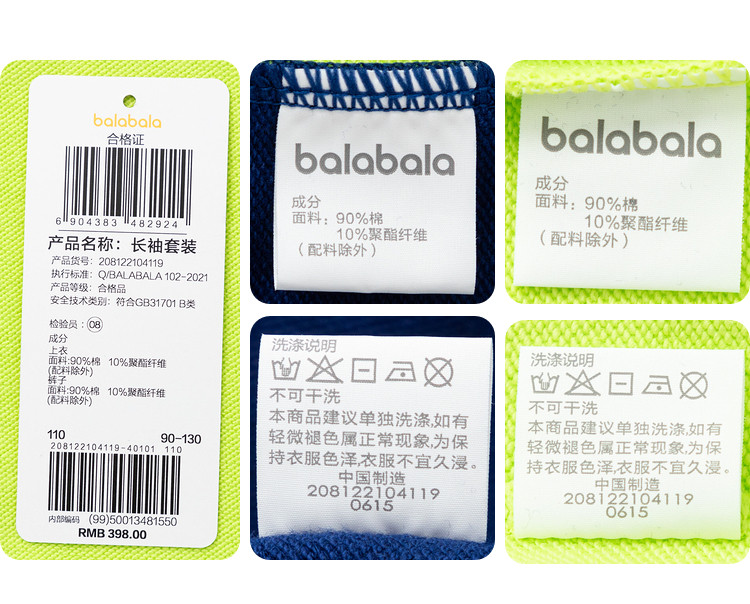 balabala
合格证
6 904383 482924
产品名称：长袖套装
产品货号：208122104119
执行标准：Q/BALABALA 102-2021
产品等级：合格品
安全技术类别：符合GB31701 B类
检验员：08
成分
上衣
面料:90%棉 10%聚酯纤维
(配料除外)
裤子
面料:90%棉 10%聚酯纤维
(配料除外)
110 90-130
208122104119-40101 110
内部编码 (99)50013481550
RMB 398.00
balabala
成分
面料：90%棉
10%聚酯纤维
（配料除外）
balabala
成分
面料：90%棉
10%聚酯纤维
（配料除外）
洗涤说明
不可干洗
本商品建议单独洗涤,如有
轻微褪色属正常现象,为保
持衣服色泽,衣服不宜久浸。
中国制造
208122104119
0615
洗涤说明
不可干洗
本商品建议单独洗涤,如有
轻微褪色属正常现象,为保
持衣服色泽,衣服不宜久浸。
中国制造
208122104119
0615